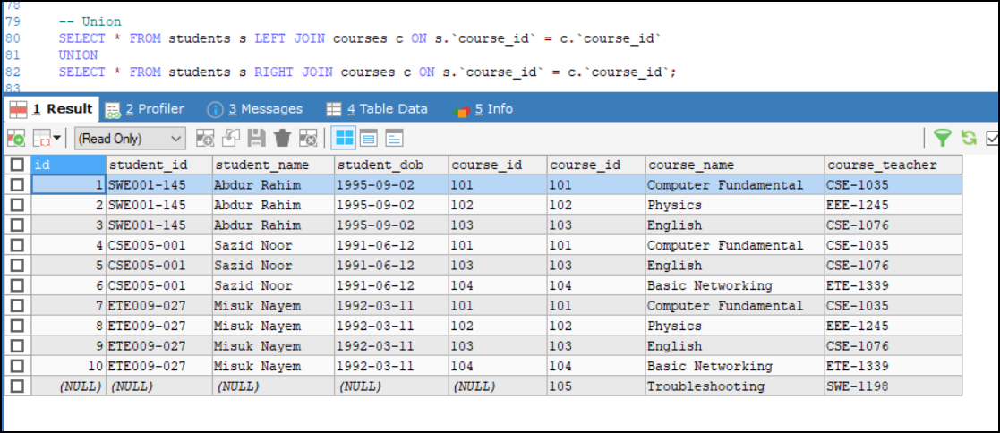 78
79 -- Union
80 SELECT * FROM students s LEFT JOIN courses c ON s.`course_id` = c.`course_id`
81 UNION
82 SELECT * FROM students s RIGHT JOIN courses c ON s.`course_id` = c.`course_id`;
83
1 Result 2 Profiler 3 Messages 4 Table Data 5 Info
(Read Only)
id student_id student_name student_dob course_id course_id course_name course_teacher
1 SWE001-145 Abdur Rahim 1995-09-02 101 101 Computer Fundamental CSE-1035
2 SWE001-145 Abdur Rahim 1995-09-02 102 102 Physics EEE-1245
3 SWE001-145 Abdur Rahim 1995-09-02 103 103 English CSE-1076
4 CSE005-001 Sazid Noor 1991-06-12 101 101 Computer Fundamental CSE-1035
5 CSE005-001 Sazid Noor 1991-06-12 103 103 English CSE-1076
6 CSE005-001 Sazid Noor 1991-06-12 104 104 Basic Networking ETE-1339
7 ETE009-027 Misuk Nayem 1992-03-11 101 101 Computer Fundamental CSE-1035
8 ETE009-027 Misuk Nayem 1992-03-11 102 102 Physics EEE-1245
9 ETE009-027 Misuk Nayem 1992-03-11 103 103 English CSE-1076
10 ETE009-027 Misuk Nayem 1992-03-11 104 104 Basic Networking ETE-1339
(NULL) (NULL) (NULL) (NULL) (NULL) 105 Troubleshooting SWE-1198